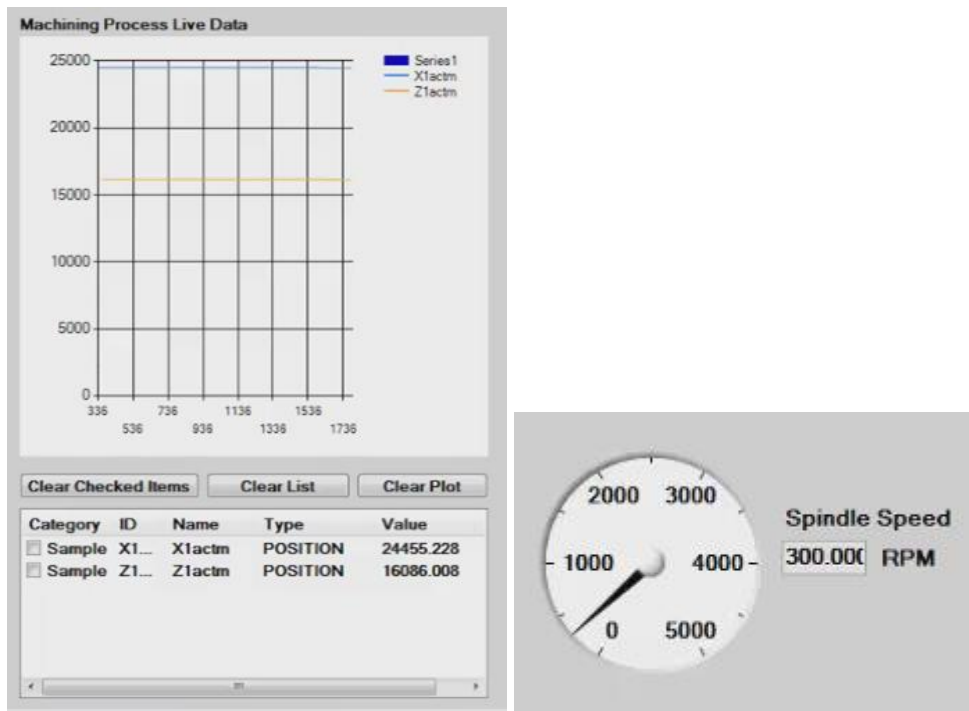 Machining Process Live Data
25000
20000
15000
10000
5000
0
336 736 1136 1536
536 936 1336 1736
Series1
X1actm
Z1actm
Clear Checked Items Clear List Clear Plot
Category ID Name Type Value
Sample X1... X1actm POSITION 24455.228
Sample Z1... Z1actm POSITION 16086.008
2000 3000
1000 4000
0 5000
Spindle Speed
300.000 RPM